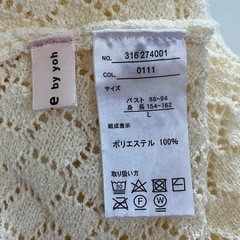 e by yoh
NO. 316 274001
COL. 0111
サイズ
バスト 86~94
身長 154~162
L
組成表示
ポリエステル 100%
取り扱い方